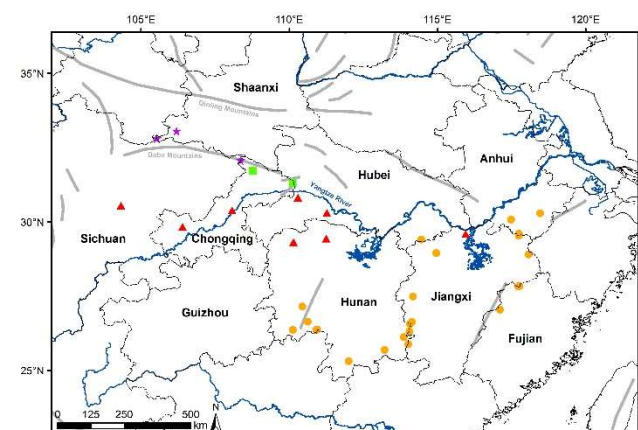 105°E 110°E 115°E 120°E
35°N
Shaanxi
Qinling Mountains
Daba Mountains
Hubei
Anhui
Yangtze River
30°N
Sichuan
Chongqing
Guizhou
Hunan
Jiangxi
Fujian
25°N
0 125 250 500
km
N